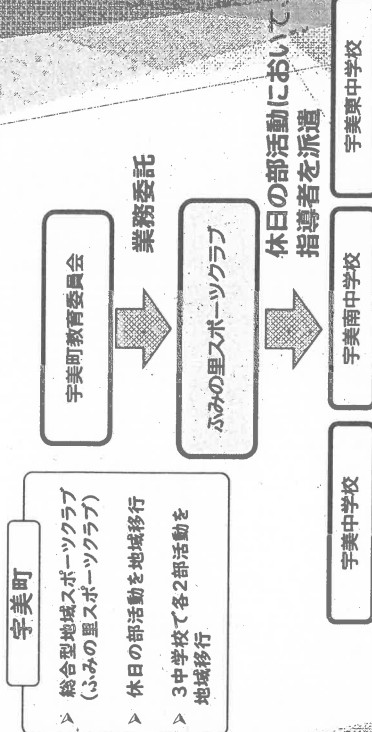 宇美町
➢ 総合型地域スポーツクラブ
(ふみの里スポーツクラブ)
➢ 休日の部活動を地域移行
➢ 3中学校で各2部活動を
地域移行
宇美町教育委員会
業務委託
ふみの里スポーツクラブ
休日の部活動において、
指導者を派遣
宇美中学校
宇美南中学校
宇美東中学校